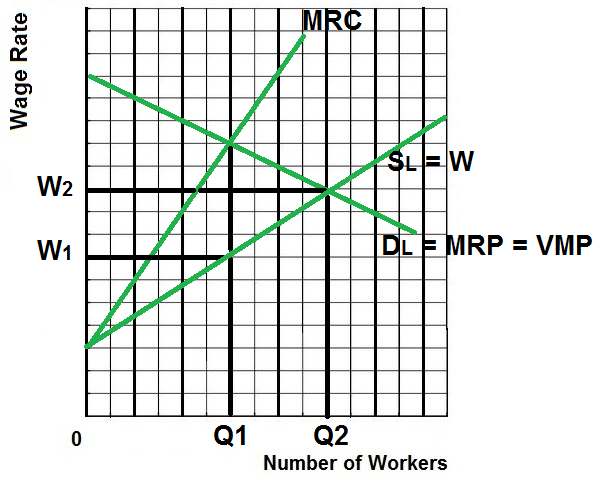 MRC
Wage Rate
SL = W
W2
DL = MRP = VMP
W1
0
Q1
Q2
Number of Workers